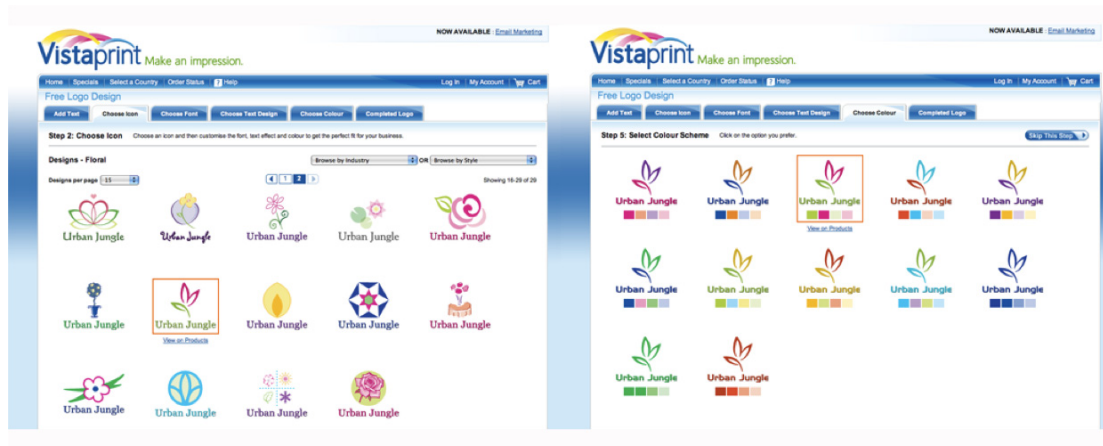 NOW AVAILABLE : Email Marketing
Vistaprint Make an impression.
Home Specials Select a Country Order Status ? Help Log In My Account Cart
Free Logo Design
Add Text Choose Icon Choose Font Choose Text Design Choose Colour Completed Logo
Step 2: Choose Icon Choose an icon and then customise the font, text effect and colour to get the perfect fit for your business.
Designs - Floral Browse by Industry OR Browse by Style
Designs per page 15 1 2 Showing 16-29 of 29
Urban Jungle Urban Jungle Urban Jungle Urban Jungle Urban Jungle
Urban Jungle Urban Jungle Urban Jungle Urban Jungle Urban Jungle
View on Products
Urban Jungle Urban Jungle Urban Jungle Urban Jungle
NOW AVAILABLE : Email Marketing
Vistaprint Make an impression.
Home Specials Select a Country Order Status ? Help Log In My Account Cart
Free Logo Design
Add Text Choose Icon Choose Font Choose Text Design Choose Colour Completed Logo
Step 5: Select Colour Scheme Click on the option you prefer. Skip This Step
Urban Jungle Urban Jungle Urban Jungle Urban Jungle Urban Jungle
View on Products
Urban Jungle Urban Jungle Urban Jungle Urban Jungle Urban Jungle
Urban Jungle Urban Jungle